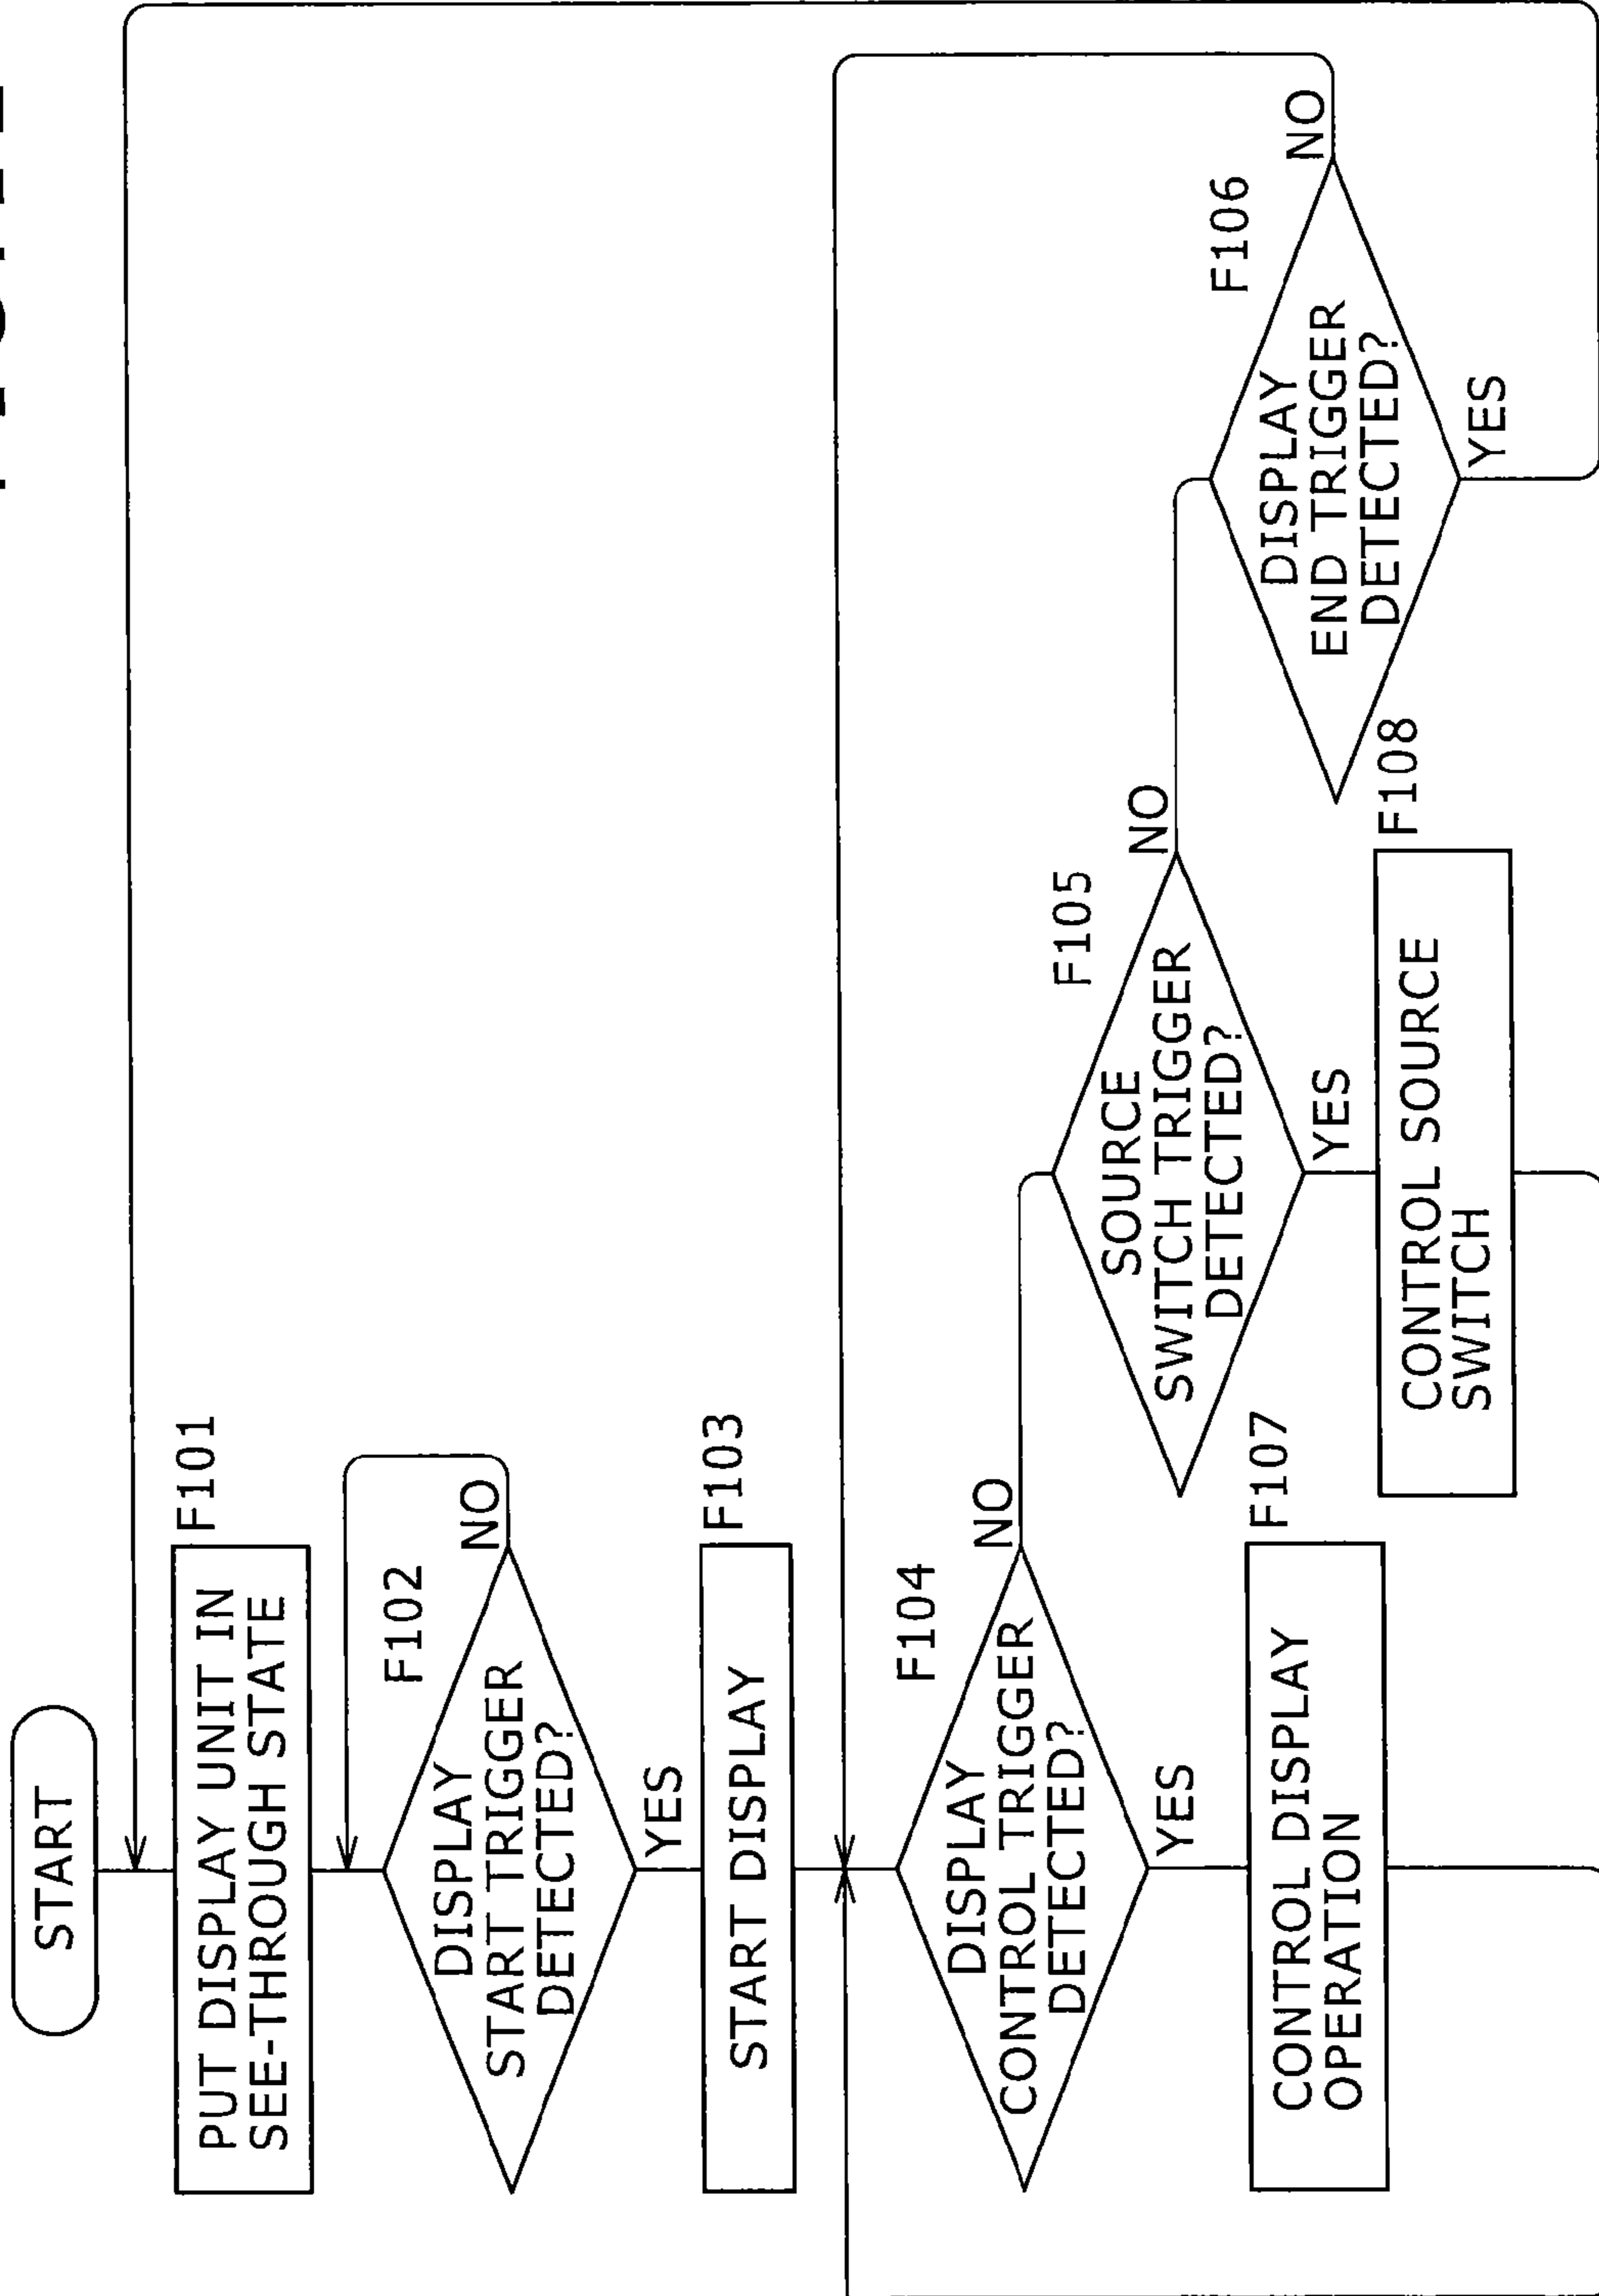 START
F101
PUT DISPLAY UNIT IN
SEE-THROUGH STATE
F102
DISPLAY
START TRIGGER
DETECTED?
NO
YES
F103
START DISPLAY
F104
DISPLAY
CONTROL TRIGGER
DETECTED?
NO
YES
F105
SOURCE
SWITCH TRIGGER
DETECTED?
NO
YES
F106
DISPLAY
END TRIGGER
DETECTED?
NO
YES
F107
CONTROL DISPLAY
OPERATION
F108
CONTROL SOURCE
SWITCH